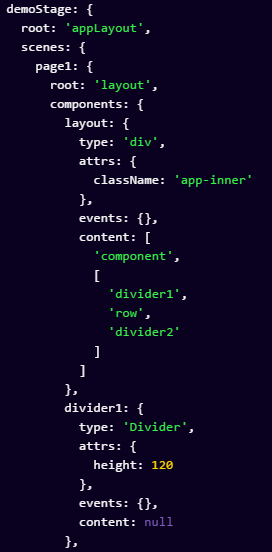 demoStage: {
  root: 'appLayout',
  scenes: {
    page1: {
      root: 'layout',
      components: {
        layout: {
          type: 'div',
          attrs: {
            className: 'app-inner'
          },
          events: {},
          content: [
            'component',
            [
              'divider1',
              'row',
              'divider2'
            ]
          ]
        },
        divider1: {
          type: 'Divider',
          attrs: {
            height: 120
          },
          events: {},
          content: null
        },